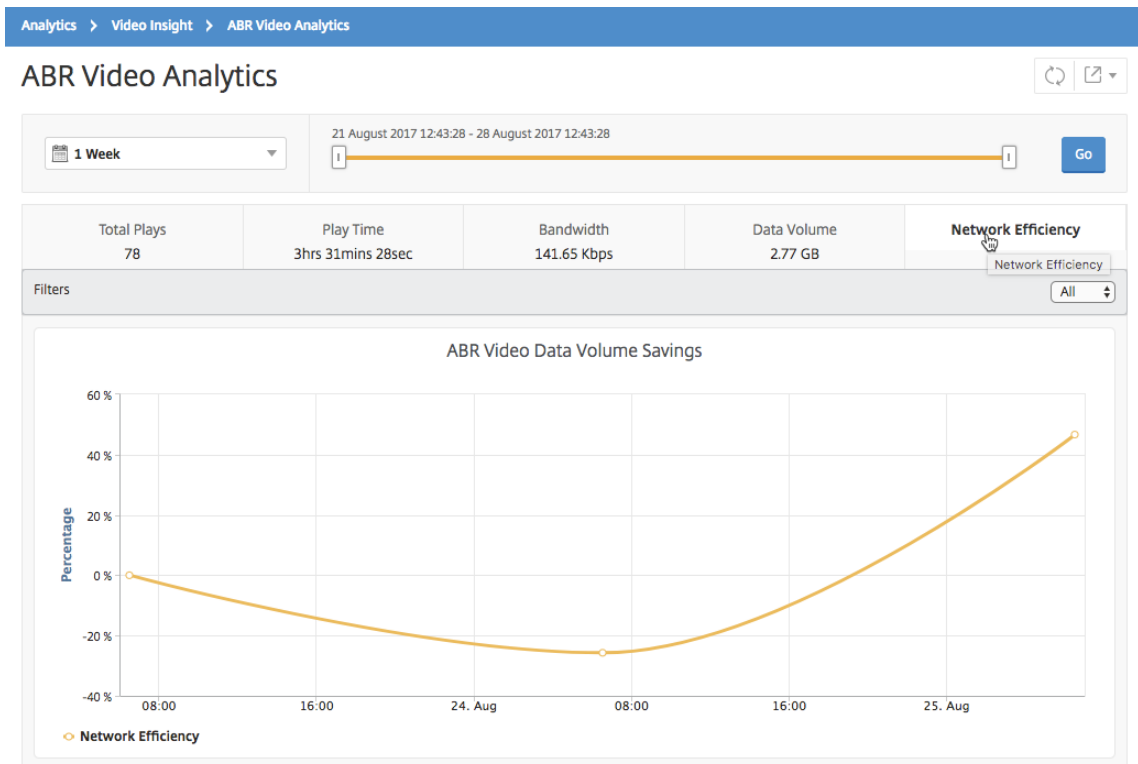 Analytics > Video Insight > ABR Video Analytics
ABR Video Analytics
1 Week
21 August 2017 12:43:28 - 28 August 2017 12:43:28
Go
Total Plays
78
Play Time
3hrs 31mins 28sec
Bandwidth
141.65 Kbps
Data Volume
2.77 GB
Network Efficiency
Network Efficiency
Filters
All
ABR Video Data Volume Savings
Percentage
60 %
40 %
20 %
0 %
-20 %
-40 %
08:00 16:00 24. Aug 08:00 16:00 25. Aug
Network Efficiency